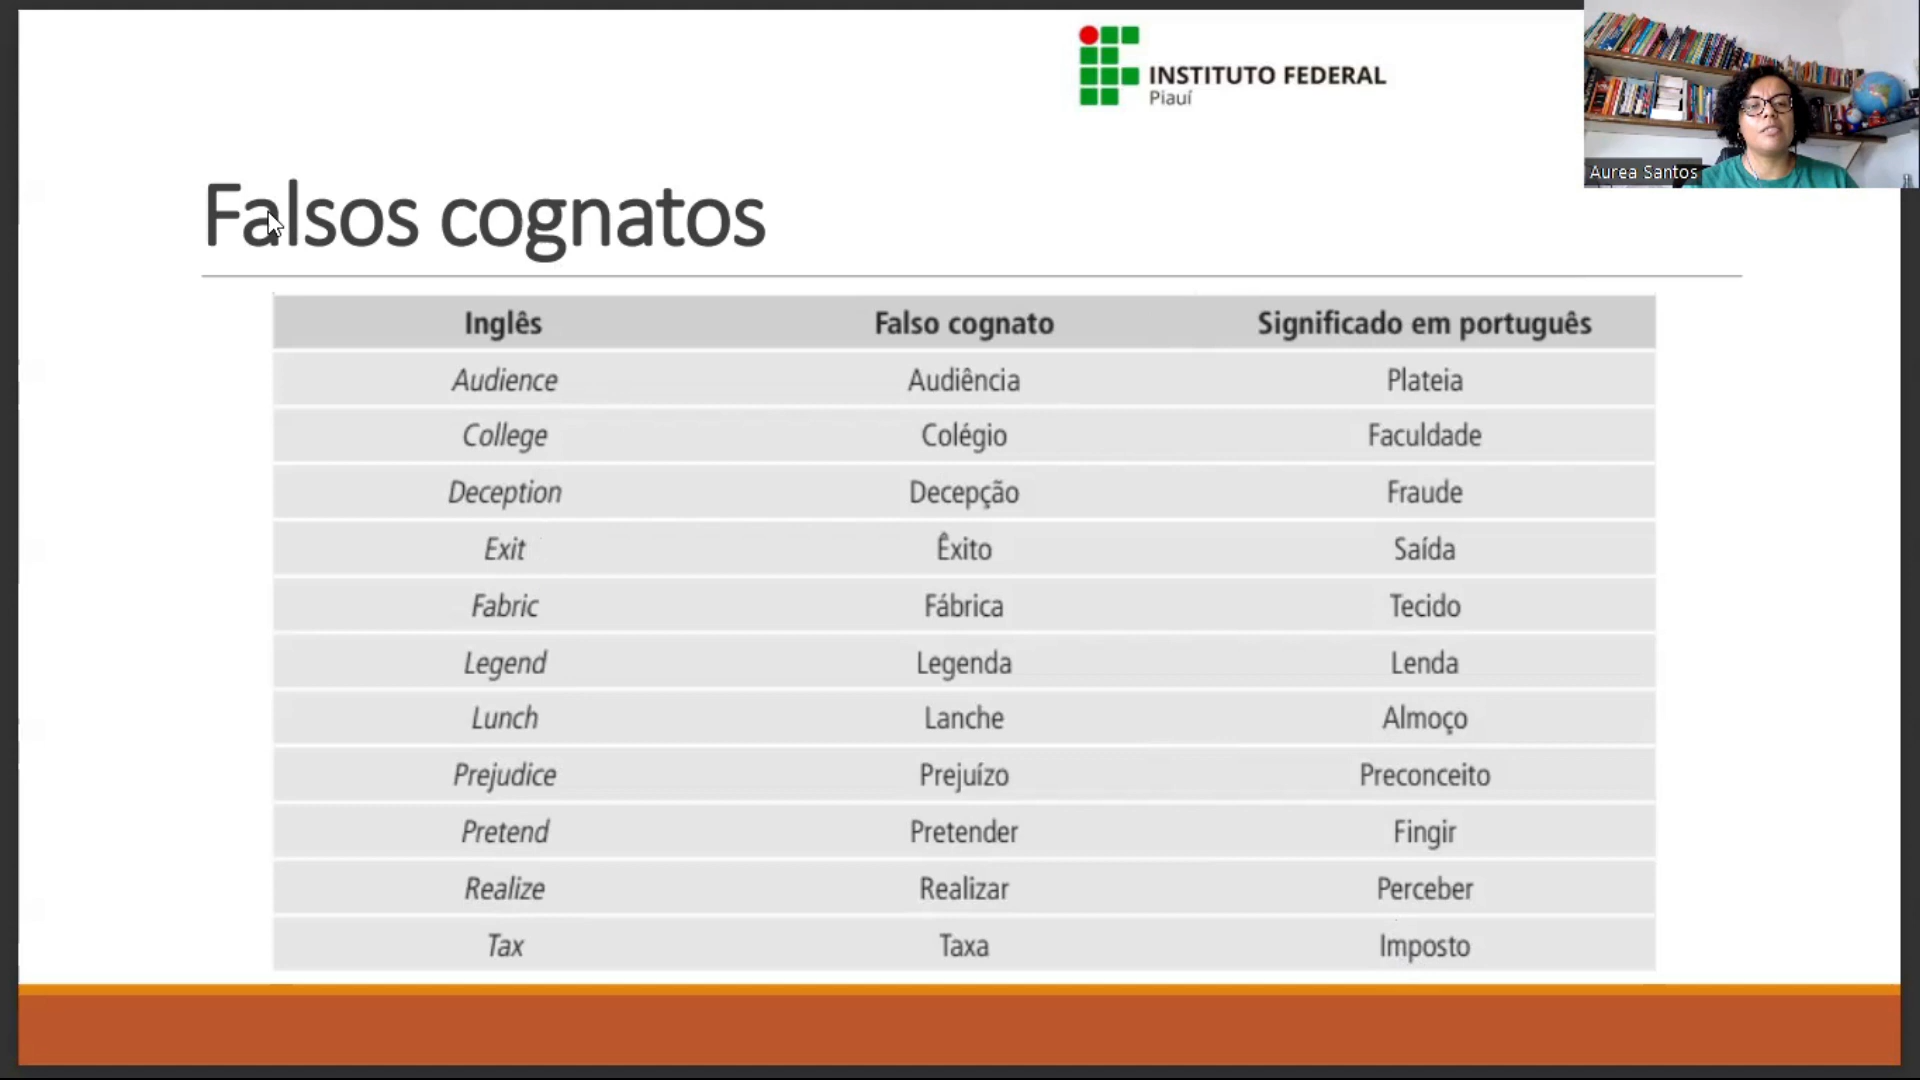 INSTITUTO FEDERAL
Piauí
Aurea Santos
Falsos cognatos
Inglês Falso cognato Significado em português
Audience Audiência Plateia
College Colégio Faculdade
Deception Decepção Fraude
Exit Êxito Saída
Fabric Fábrica Tecido
Legend Legenda Lenda
Lunch Lanche Almoço
Prejudice Prejuízo Preconceito
Pretend Pretender Fingir
Realize Realizar Perceber
Tax Taxa Imposto